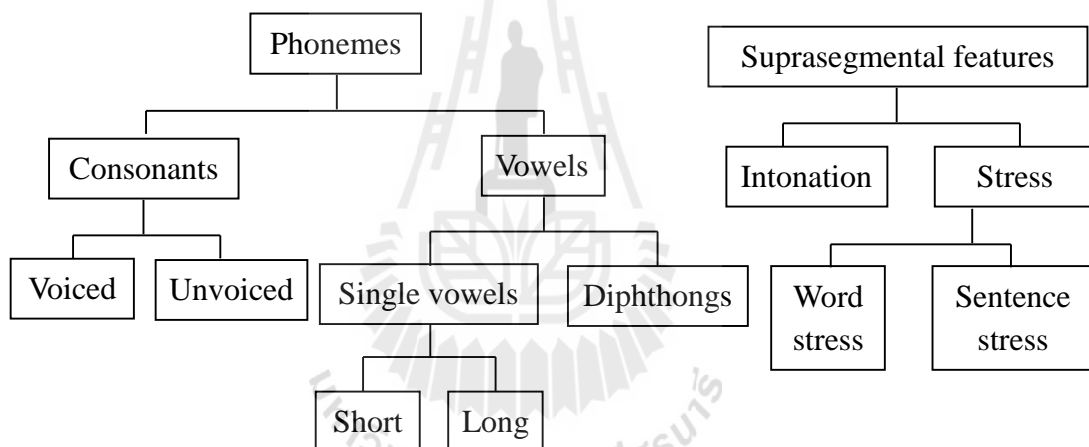 Phonemes
Suprasegmental features
Consonants
Vowels
Intonation
Stress
Voiced
Unvoiced
Single vowels
Diphthongs
Word
stress
Sentence
stress
Short
Long